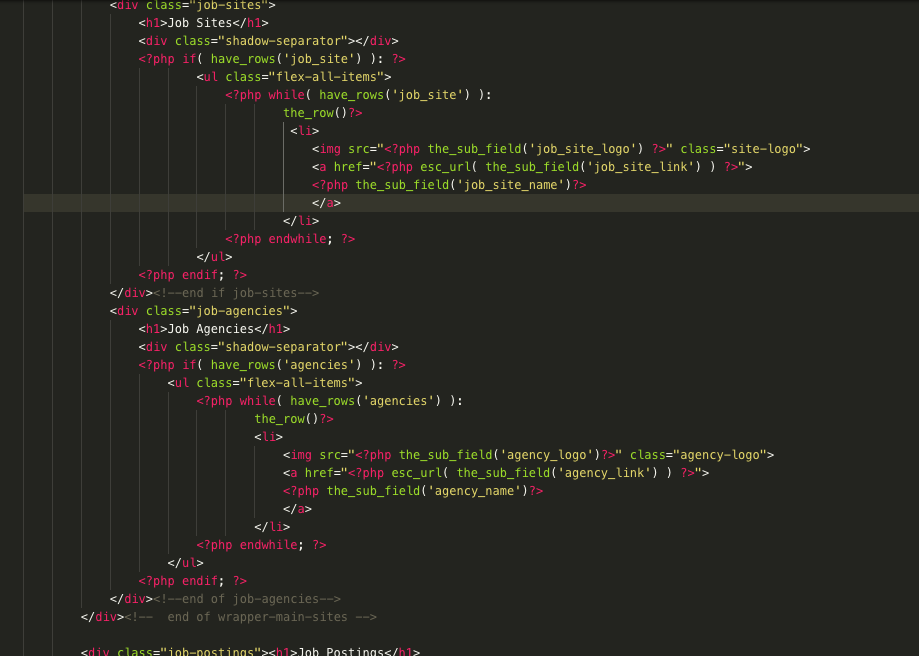 <div class="job-sites">
<h1>Job Sites</h1>
<div class="shadow-separator"></div>
<?php if( have_rows('job_site') ): ?>
<ul class="flex-all-items">
<?php while( have_rows('job_site') ):
the_row()?>
<li>
<img src="<?php the_sub_field('job_site_logo') ?>" class="site-logo">
<a href="<?php esc_url( the_sub_field('job_site_link') ) ?>">
<?php the_sub_field('job_site_name')?>
</a>
</li>
<?php endwhile; ?>
</ul>
<?php endif; ?>
</div><!--end if job-sites-->
<div class="job-agencies">
<h1>Job Agencies</h1>
<div class="shadow-separator"></div>
<?php if( have_rows('agencies') ): ?>
<ul class="flex-all-items">
<?php while( have_rows('agencies') ):
the_row()?>
<li>
<img src="<?php the_sub_field('agency_logo')?>" class="agency-logo">
<a href="<?php esc_url( the_sub_field('agency_link') ) ?>">
<?php the_sub_field('agency_name')?>
</a>
</li>
<?php endwhile; ?>
</ul>
<?php endif; ?>
</div><!--end of job-agencies-->
</div><!--  end of wrapper-main-sites -->
<div class="job-postings"><h1>Job Postings</h1>